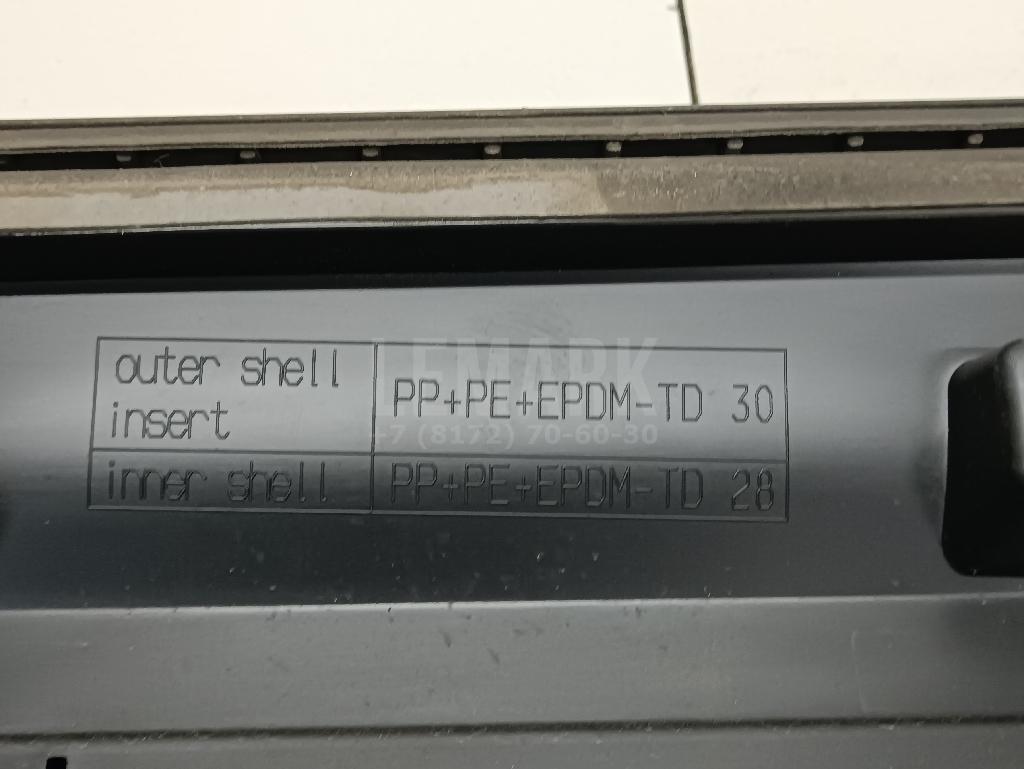 outer shell
insert
PP+PE+EPDM-TD 30
inner shell
PP+PE+EPDM-TD 28
LEMARK
+7 (8172) 70-60-30